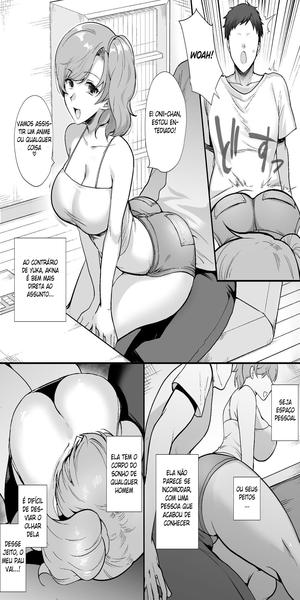 WOAH!
EI ONII-CHAN,
ESTOU EN-
TEDIADO!
VAMOS ASSIS-
TIR UM ANIME
OU QUALQUER
COISA
♡
AO CONTRÁRIO
DE YUKA, AKINA
É BEM MAIS
DIRETA AO
ASSUNTO...
SEJA
ESPAÇO
PESSOAL
OU SEUS
PEITOS
...
ELA NÃO
PARECE SE
INCOMODAR,
COM UMA
PESSOA QUE
ACABOU DE
CONHECER
ELA TEM O
CORPO DO
SONHO DE
QUALQUER
HOMEM
É DIFÍCIL
DE DES-
VIAR O
OLHAR
DELA
DESSE
JEITO, O
MEU PAU
VAI...!